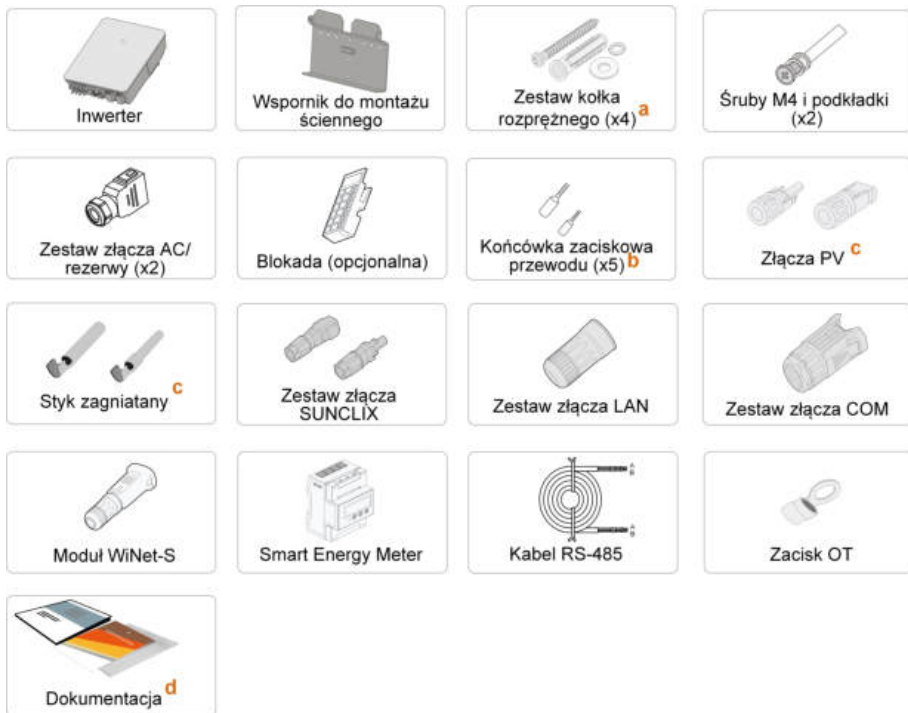 Inwerter
Wspornik do montażu
ściennego
Zestaw kołka
rozprężnego (x4) a
Śruby M4 i podkładki
(x2)
Zestaw złącza AC/
rezerwy (x2)
Blokada (opcjonalna)
Końcówka zaciskowa
przewodu (x5) b
Złącza PV c
Styk zagniatany c
Zestaw złącza
SUNCLIX
Zestaw złącza LAN
Zestaw złącza COM
Moduł WiNet-S
Smart Energy Meter
A
B
A
B
Kabel RS-485
Zacisk OT
Dokumentacja d